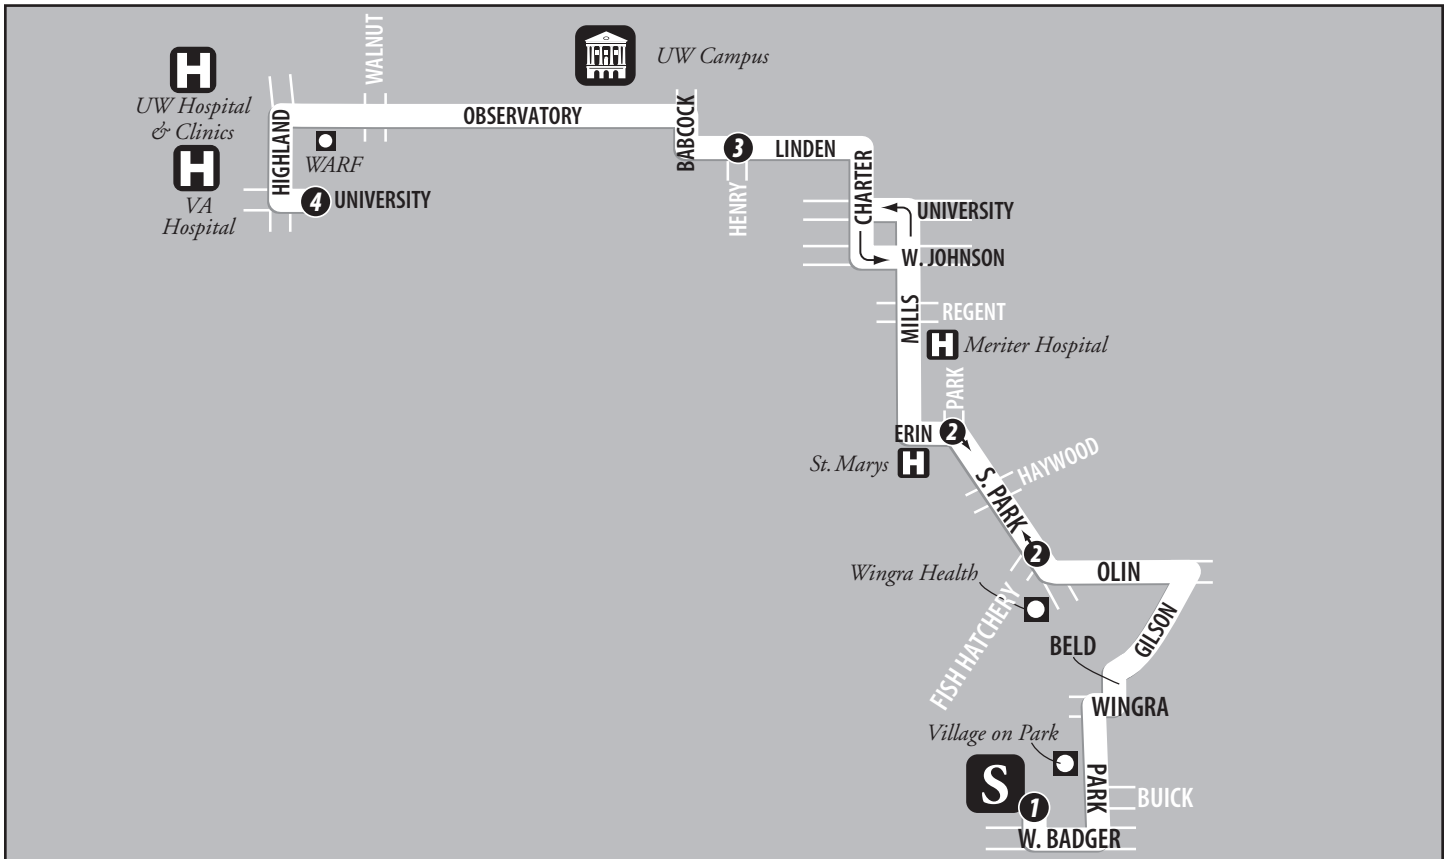 WALNUT
H
UW Hospital
& Clinics
H
VA
Hospital
HIGHLAND
WARF
4 UNIVERSITY
OBSERVATORY
UW Campus
BABCOCK
3 LINDEN
HENRY
CHARTER
UNIVERSITY
W. JOHNSON
MILLS
REGENT
H Meriter Hospital
PARK
ERIN 2
St. Marys H
HAYWOOD
S. PARK
2
OLIN
Wingra Health
FISH HATCHERY
GILSON
BELD
WINGRA
Village on Park
S
1
PARK
BUICK
W. BADGER